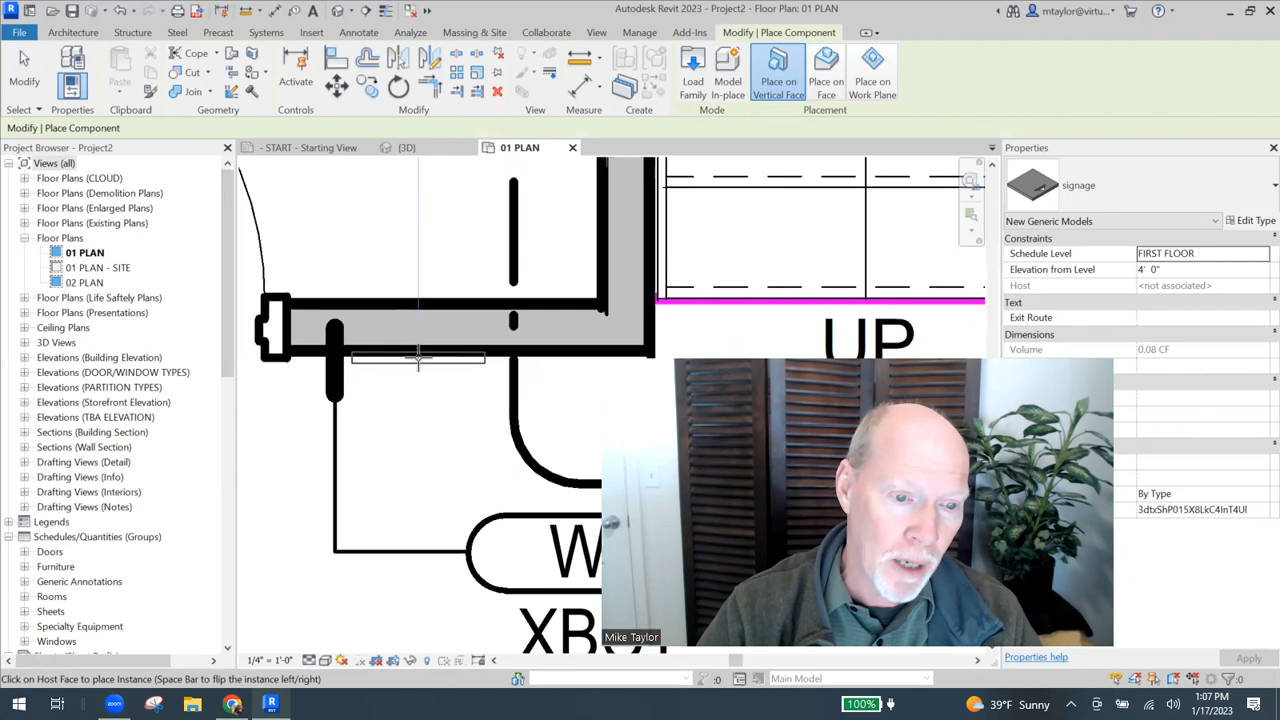 Autodesk Revit 2023 - Project2 - Floor Plan: 01 PLAN
mtaylor@virtu...
File Architecture Structure Steel Precast Systems Insert Annotate Analyze Massing & Site Collaborate View Manage Add-Ins Modify | Place Component
Modify
Properties
Paste
Cope
Cut
Join
Activate
Load Family
Model In-place
Place on Vertical Face
Place on Face
Place on Work Plane
Select Properties Clipboard Geometry Controls Modify View Measure Create Mode Placement
Modify | Place Component
Project Browser - Project2
- START - Starting View
{3D}
01 PLAN
Properties
Views (all)
Floor Plans (CLOUD)
Floor Plans (Demolition Plans)
Floor Plans (Enlarged Plans)
Floor Plans (Existing Plans)
Floor Plans
01 PLAN
01 PLAN - SITE
02 PLAN
Floor Plans (Life Saftely Plans)
Floor Plans (Presentations)
Ceiling Plans
3D Views
Elevations (Building Elevation)
Elevations (DOOR/WINDOW TYPES)
Elevations (PARTITION TYPES)
Elevations (Storefront Elevation)
Elevations (TBA ELEVATION)
Sections (Building Section)
Sections (Wall Section)
Drafting Views (Detail)
Drafting Views (Info)
Drafting Views (Interiors)
Drafting Views (Notes)
Legends
Schedules/Quantities (Groups)
Doors
Furniture
Generic Annotations
Rooms
Sheets
Specialty Equipment
Windows
UP
signage
New Generic Models
Edit Type
Constraints
Schedule Level FIRST FLOOR
Elevation from Level 4' 0"
Host <not associated>
Text
Exit Route
Dimensions
Volume 0.08 CF
By Type
3dtxShP015X8LkC4InT4Ul
Mike Taylor
Properties help
Apply
1/4" = 1'-0"
Click on Host Face to place Instance (Space Bar to flip the instance left/right)
:0
Main Model
:0
100%
39°F Sunny
1:07 PM
1/17/2023